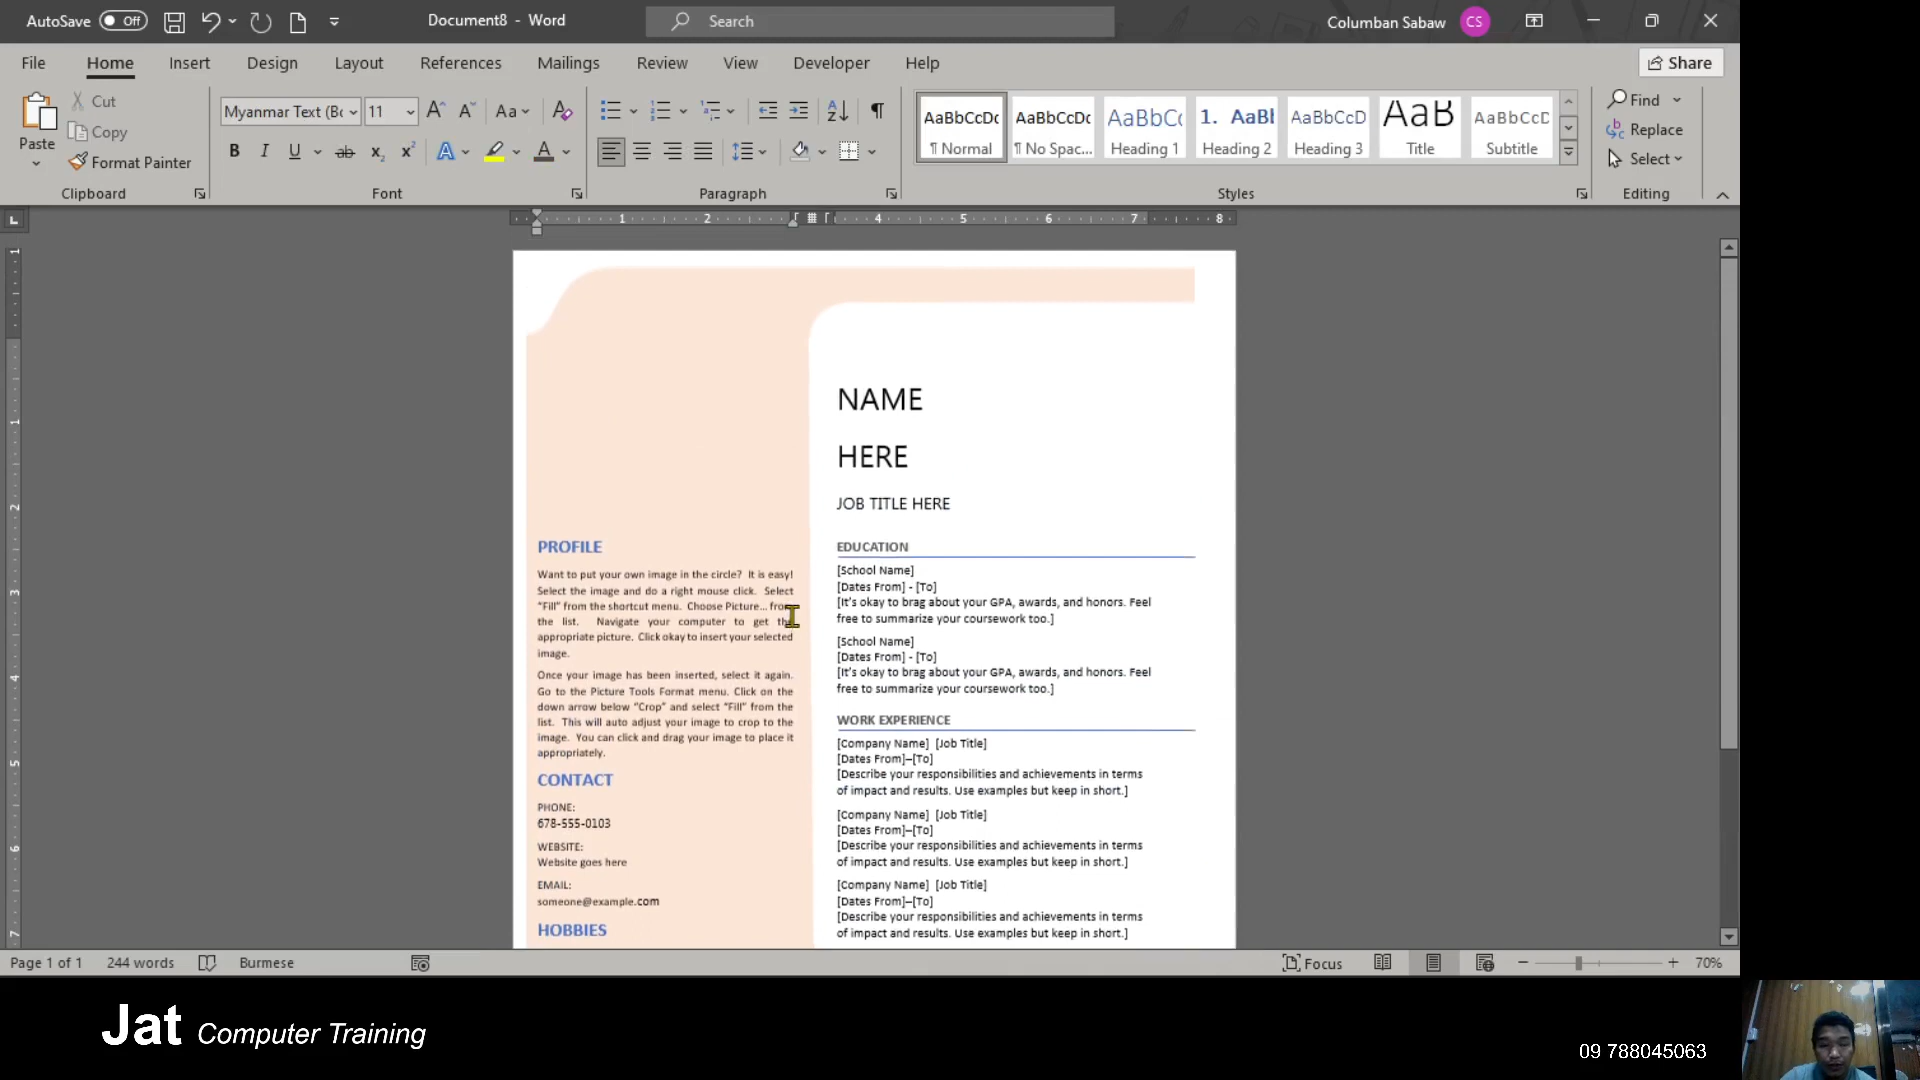 AutoSave Off
Document8 - Word
Search
Columban Sabaw CS
File Home Insert Design Layout References Mailings Review View Developer Help
Share
Paste
Cut
Copy
Format Painter
Clipboard
Myanmar Text (Bo 11
Font
Paragraph
AaBbCcDc AaBbCcDc AaBbCc 1. AaBl AaBbCcD AaB AaBbCcD
¶ Normal ¶ No Spac... Heading 1 Heading 2 Heading 3 Title Subtitle
Styles
Find
Replace
Select
Editing
1 2 4 5 6 7 8
NAME
HERE
JOB TITLE HERE
PROFILE
Want to put your own image in the circle? It is easy!
Select the image and do a right mouse click. Select
“Fill” from the shortcut menu. Choose Picture... from
the list. Navigate your computer to get the
appropriate picture. Click okay to insert your selected
image.
Once your image has been inserted, select it again.
Go to the Picture Tools Format menu. Click on the
down arrow below “Crop” and select “Fill” from the
list. This will auto adjust your image to crop to the
image. You can click and drag your image to place it
appropriately.
CONTACT
PHONE:
678-555-0103
WEBSITE:
Website goes here
EMAIL:
someone@example.com
HOBBIES
EDUCATION
[School Name]
[Dates From] - [To]
[It’s okay to brag about your GPA, awards, and honors. Feel
free to summarize your coursework too.]
[School Name]
[Dates From] - [To]
[It’s okay to brag about your GPA, awards, and honors. Feel
free to summarize your coursework too.]
WORK EXPERIENCE
[Company Name] [Job Title]
[Dates From]–[To]
[Describe your responsibilities and achievements in terms
of impact and results. Use examples but keep in short.]
[Company Name] [Job Title]
[Dates From]–[To]
[Describe your responsibilities and achievements in terms
of impact and results. Use examples but keep in short.]
[Company Name] [Job Title]
[Dates From]–[To]
[Describe your responsibilities and achievements in terms
of impact and results. Use examples but keep in short.]
Page 1 of 1 244 words Burmese
Focus
70%
Jat Computer Training
09 788045063